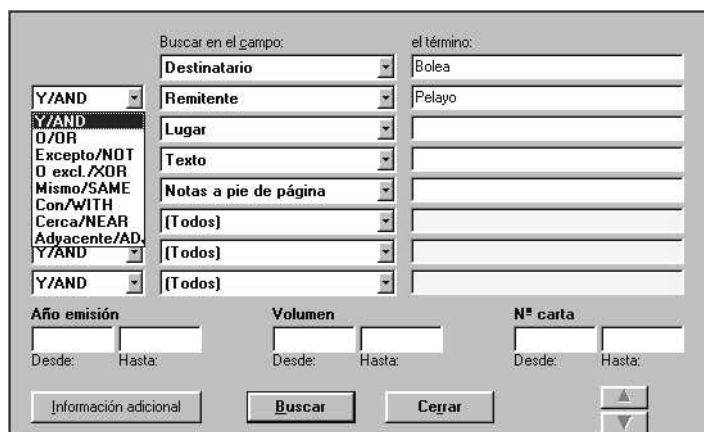 Buscar en el campo: el término:
Destinatario Bolea
Y/AND Remitente Pelayo
Y/AND
O/OR Lugar
Excepto/NOT Texto
O excl./XOR
Mismo/SAME Notas a pie de página
Con/WITH
Cerca/NEAR (Todos)
Adyacente/AD
Y/AND (Todos)
Y/AND (Todos)
Año emisión Volumen Nº carta
Desde: Hasta: Desde: Hasta: Desde: Hasta:
Información adicional Buscar Cerrar